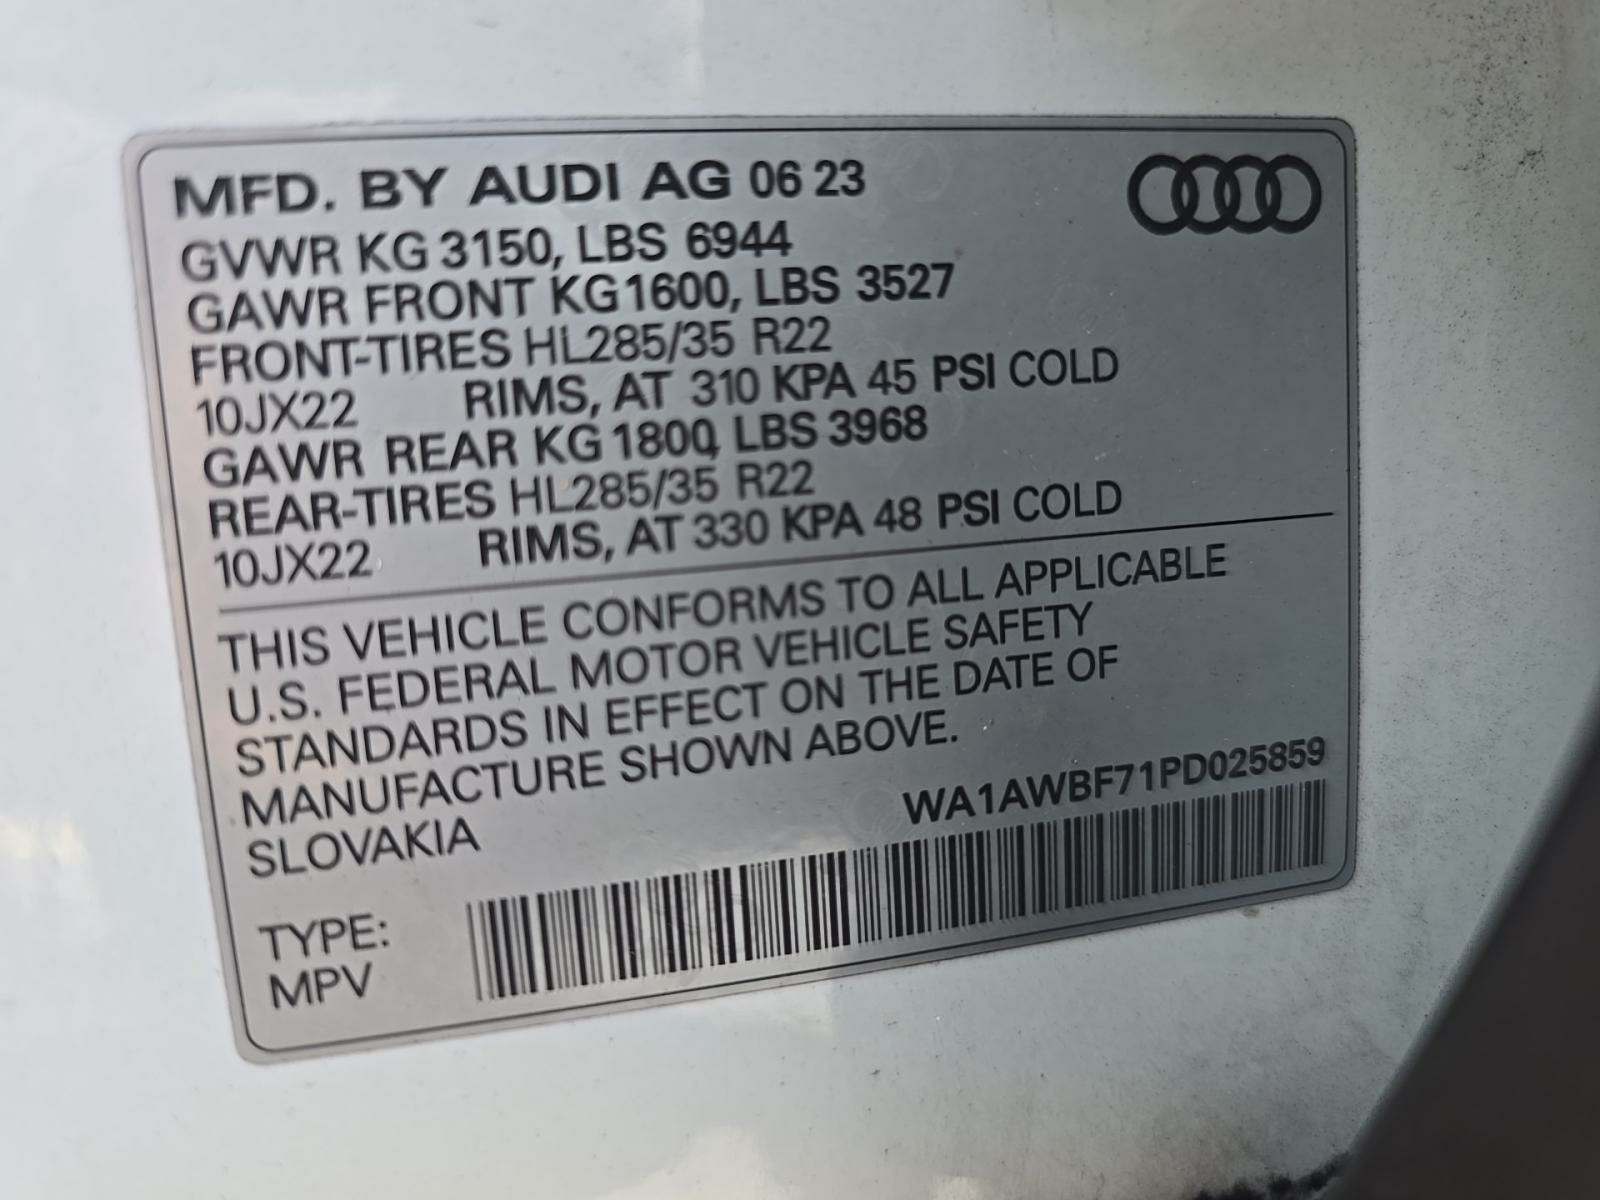 MFD. BY AUDI AG 06 23
GVWR KG 3150, LBS 6944
GAWR FRONT KG 1600, LBS 3527
FRONT-TIRES HL285/35 R22
10JX22 RIMS, AT 310 KPA 45 PSI COLD
GAWR REAR KG 1800, LBS 3968
REAR-TIRES HL285/35 R22
10JX22 RIMS, AT 330 KPA 48 PSI COLD
THIS VEHICLE CONFORMS TO ALL APPLICABLE
U.S. FEDERAL MOTOR VEHICLE SAFETY
STANDARDS IN EFFECT ON THE DATE OF
MANUFACTURE SHOWN ABOVE.
SLOVAKIA
WA1AWBF71PD025859
TYPE:
MPV